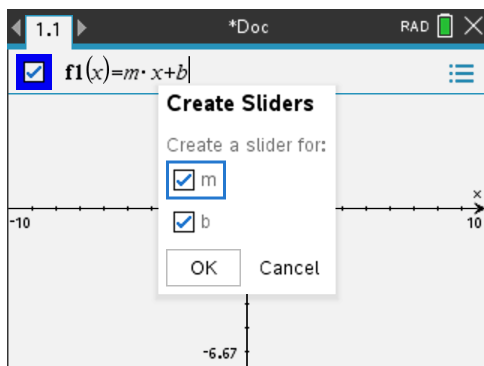 1.1 *Doc RAD
f1(x)=m·x+b
Create Sliders
Create a slider for:
m
b
OK Cancel
x
-10 10
-6.67